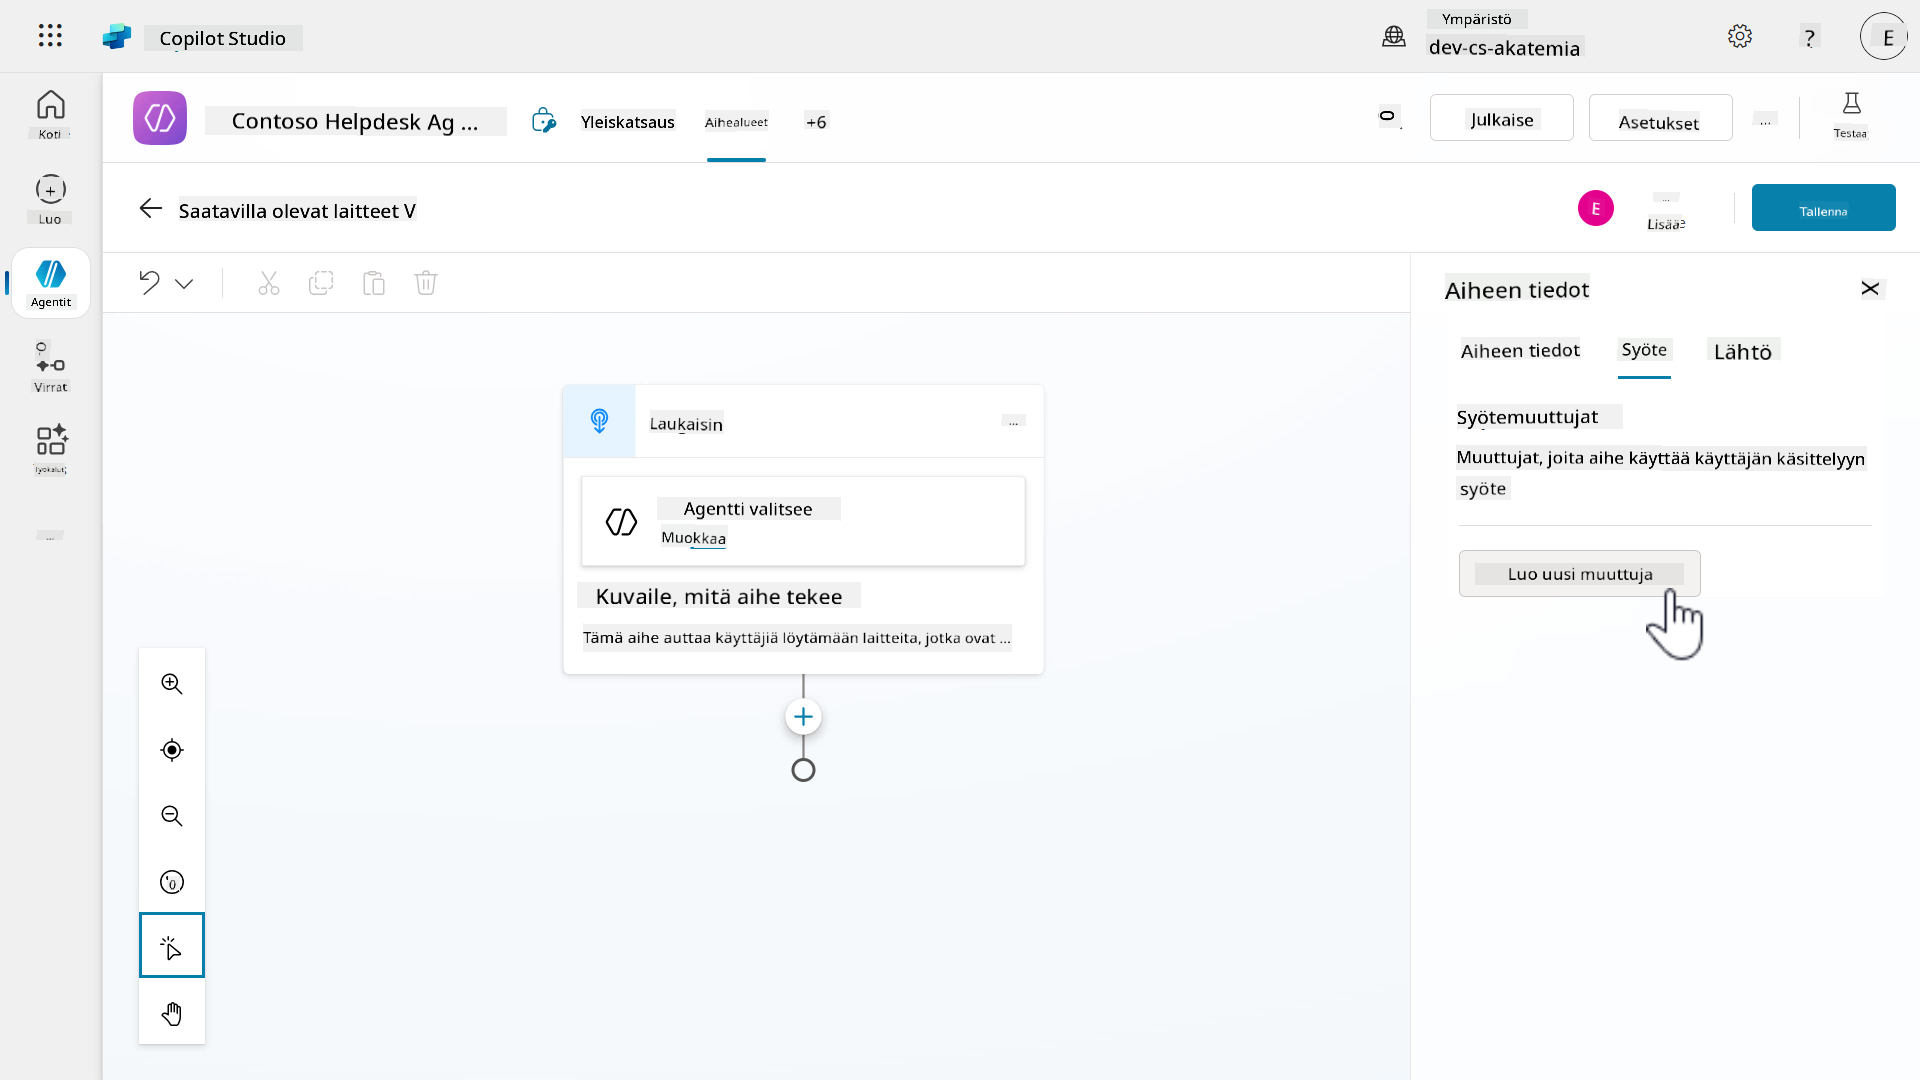 Copilot Studio
Ympäristö
dev-cs-akatemia
?
E
Koti
Luo
Agentit
Virrat
Työkalut
...
Contoso Helpdesk Ag ...
Yleiskatsaus
Aihealueet
+6
Julkaise
Asetukset
...
Testaa
Saatavilla olevat laitteet V
E
...
Lisää
Tallenna
Laukaisin
...
Agentti valitsee
Muokkaa
Kuvaile, mitä aihe tekee
Tämä aihe auttaa käyttäjiä löytämään laitteita, jotka ovat ...
Aiheen tiedot
Aiheen tiedot
Syöte
Lähtö
Syötemuuttujat
Muuttujat, joita aihe käyttää käyttäjän käsittelyyn
syöte
Luo uusi muuttuja